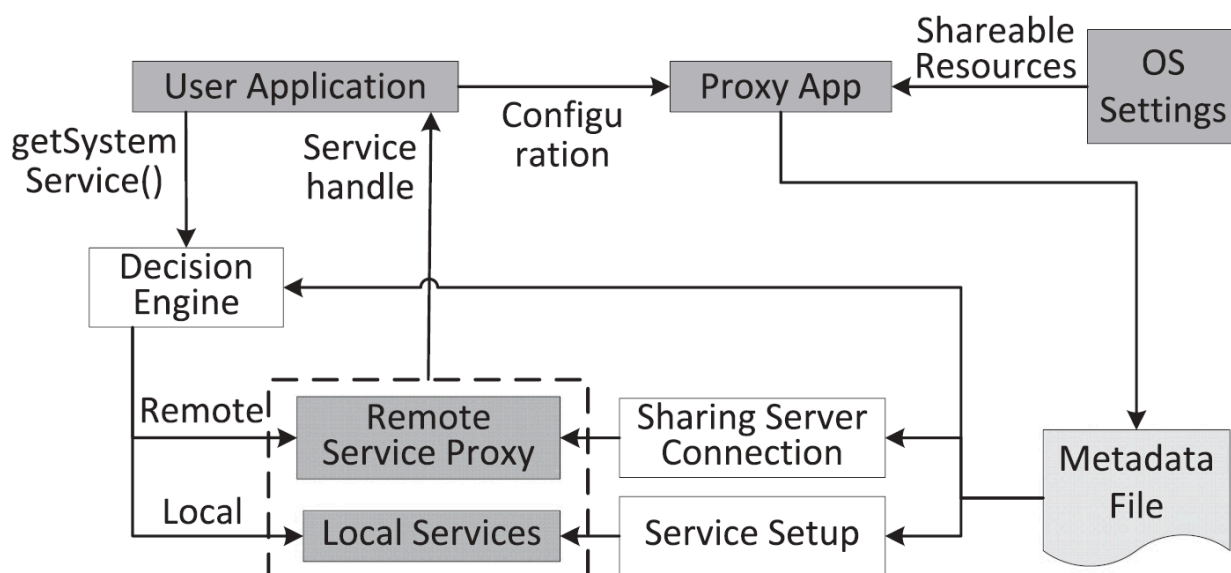 Shareable
Resources
OS
Settings
User Application
Proxy App
Configu
ration
getSystem
Service()
Service
handle
Decision
Engine
Remote
Remote
Service Proxy
Sharing Server
Connection
Metadata
File
Local
Local Services
Service Setup